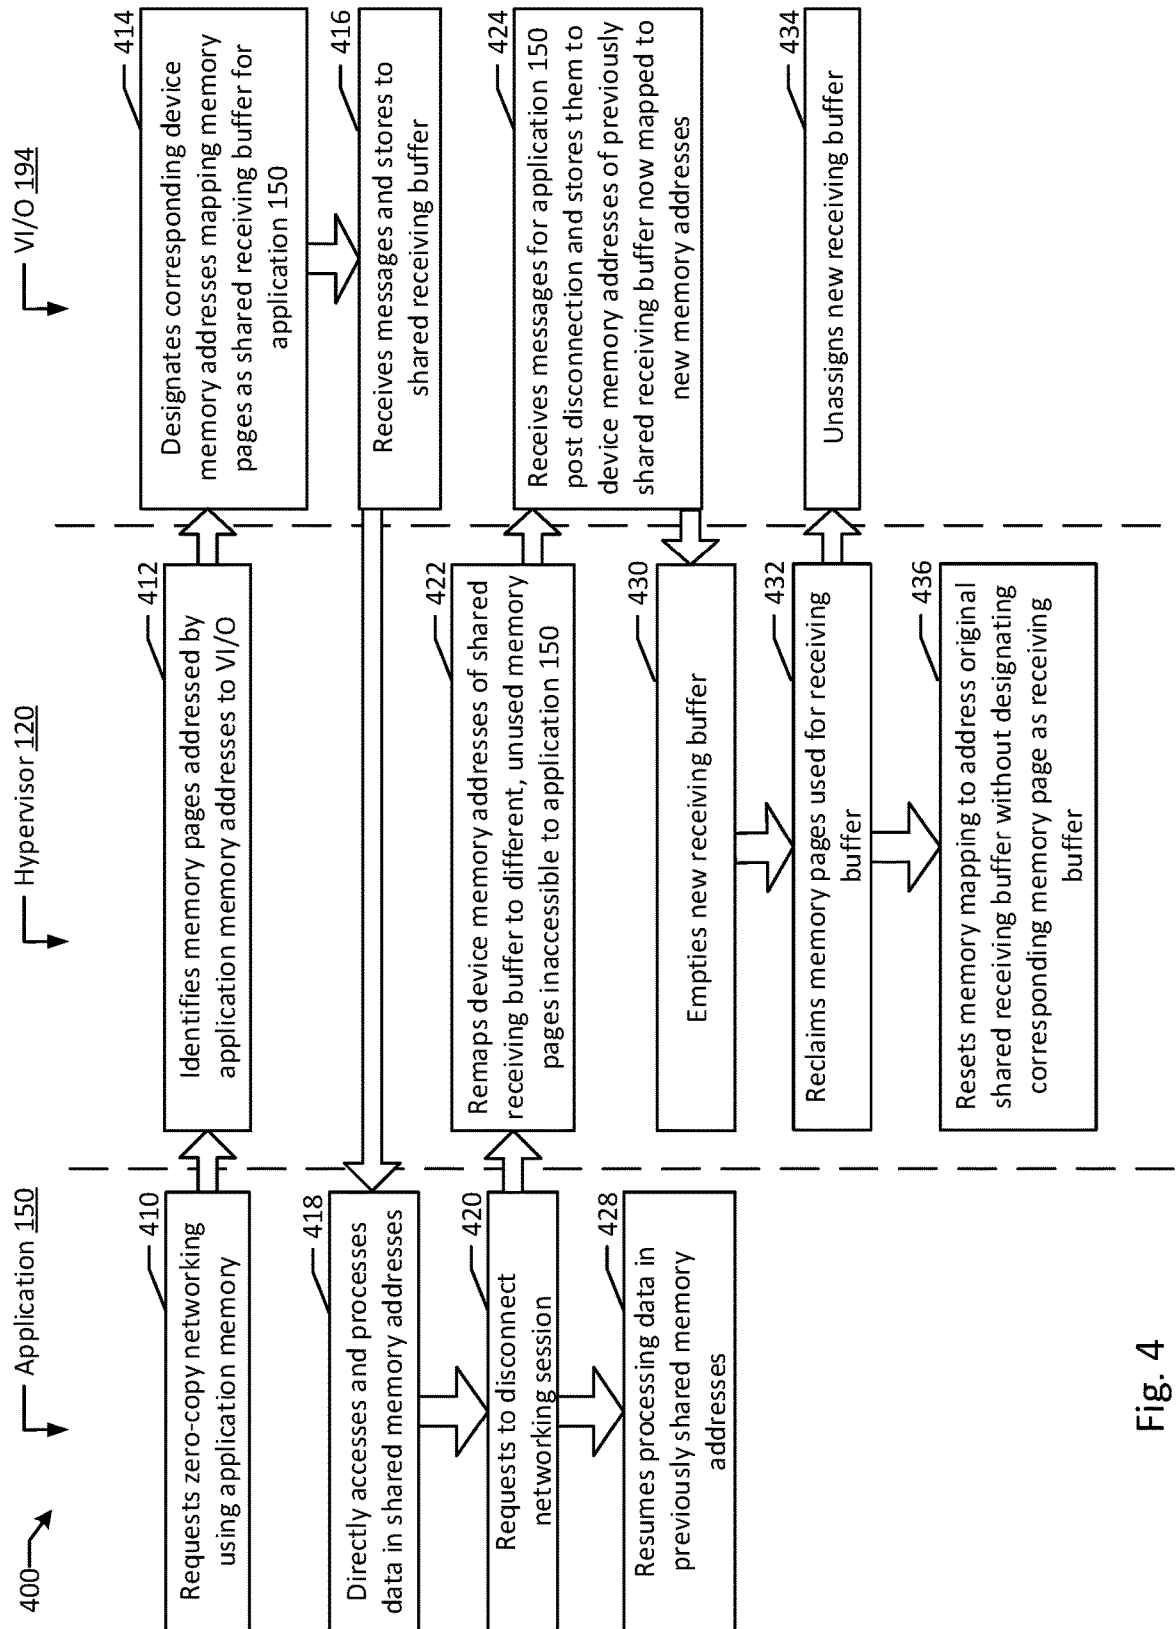 400
Application 150
Hypervisor 120
VI/O 194
410
Requests zero-copy networking
using application memory
412
Identifies memory pages addressed by
application memory addresses to VI/O
414
Designates corresponding device
memory addresses mapping memory
pages as shared receiving buffer for
application 150
416
Receives messages and stores to
shared receiving buffer
418
Directly accesses and processes
data in shared memory addresses
420
Requests to disconnect
networking session
422
Remaps device memory addresses of shared
receiving buffer to different, unused memory
pages inaccessible to application 150
424
Receives messages for application 150
post disconnection and stores them to
device memory addresses of previously
shared receiving buffer now mapped to
new memory addresses
428
Resumes processing data in
previously shared memory
addresses
430
Empties new receiving buffer
432
Reclaims memory pages used for receiving
buffer
434
Unassigns new receiving buffer
436
Resets memory mapping to address original
shared receiving buffer without designating
corresponding memory page as receiving
buffer
Fig. 4